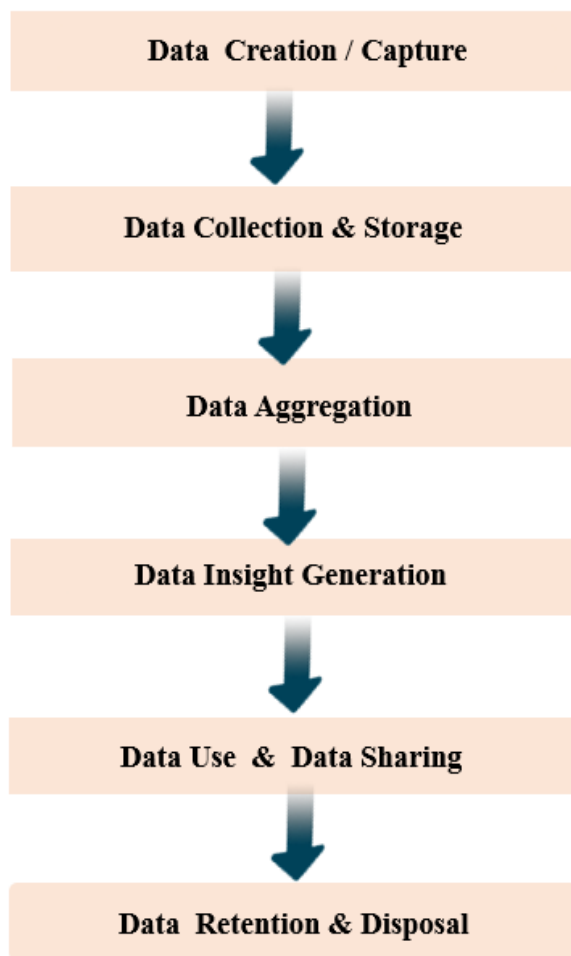 Data Creation / Capture
Data Collection & Storage
Data Aggregation
Data Insight Generation
Data Use & Data Sharing
Data Retention & Disposal